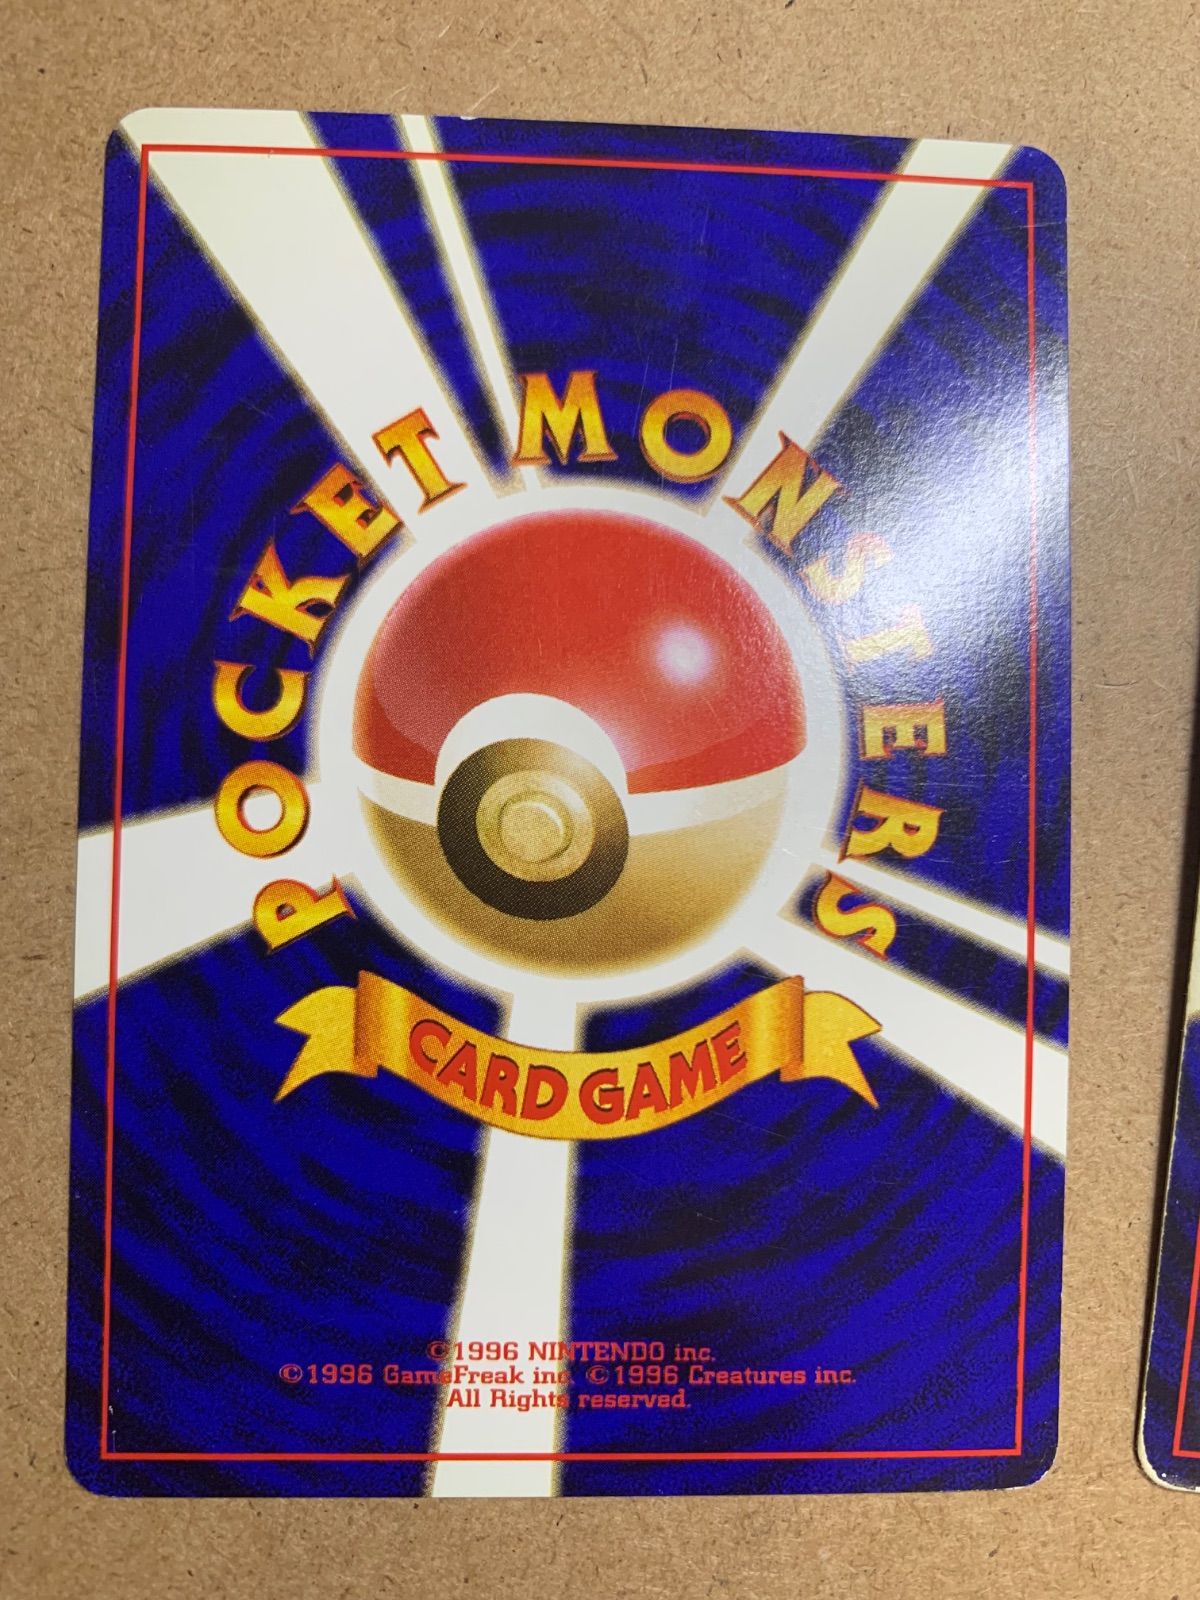 POCKET MONSTERS
CARD GAME
©1996 NINTENDO inc.
©1996 GameFreak inc. ©1996 Creatures inc.
All Rights reserved.